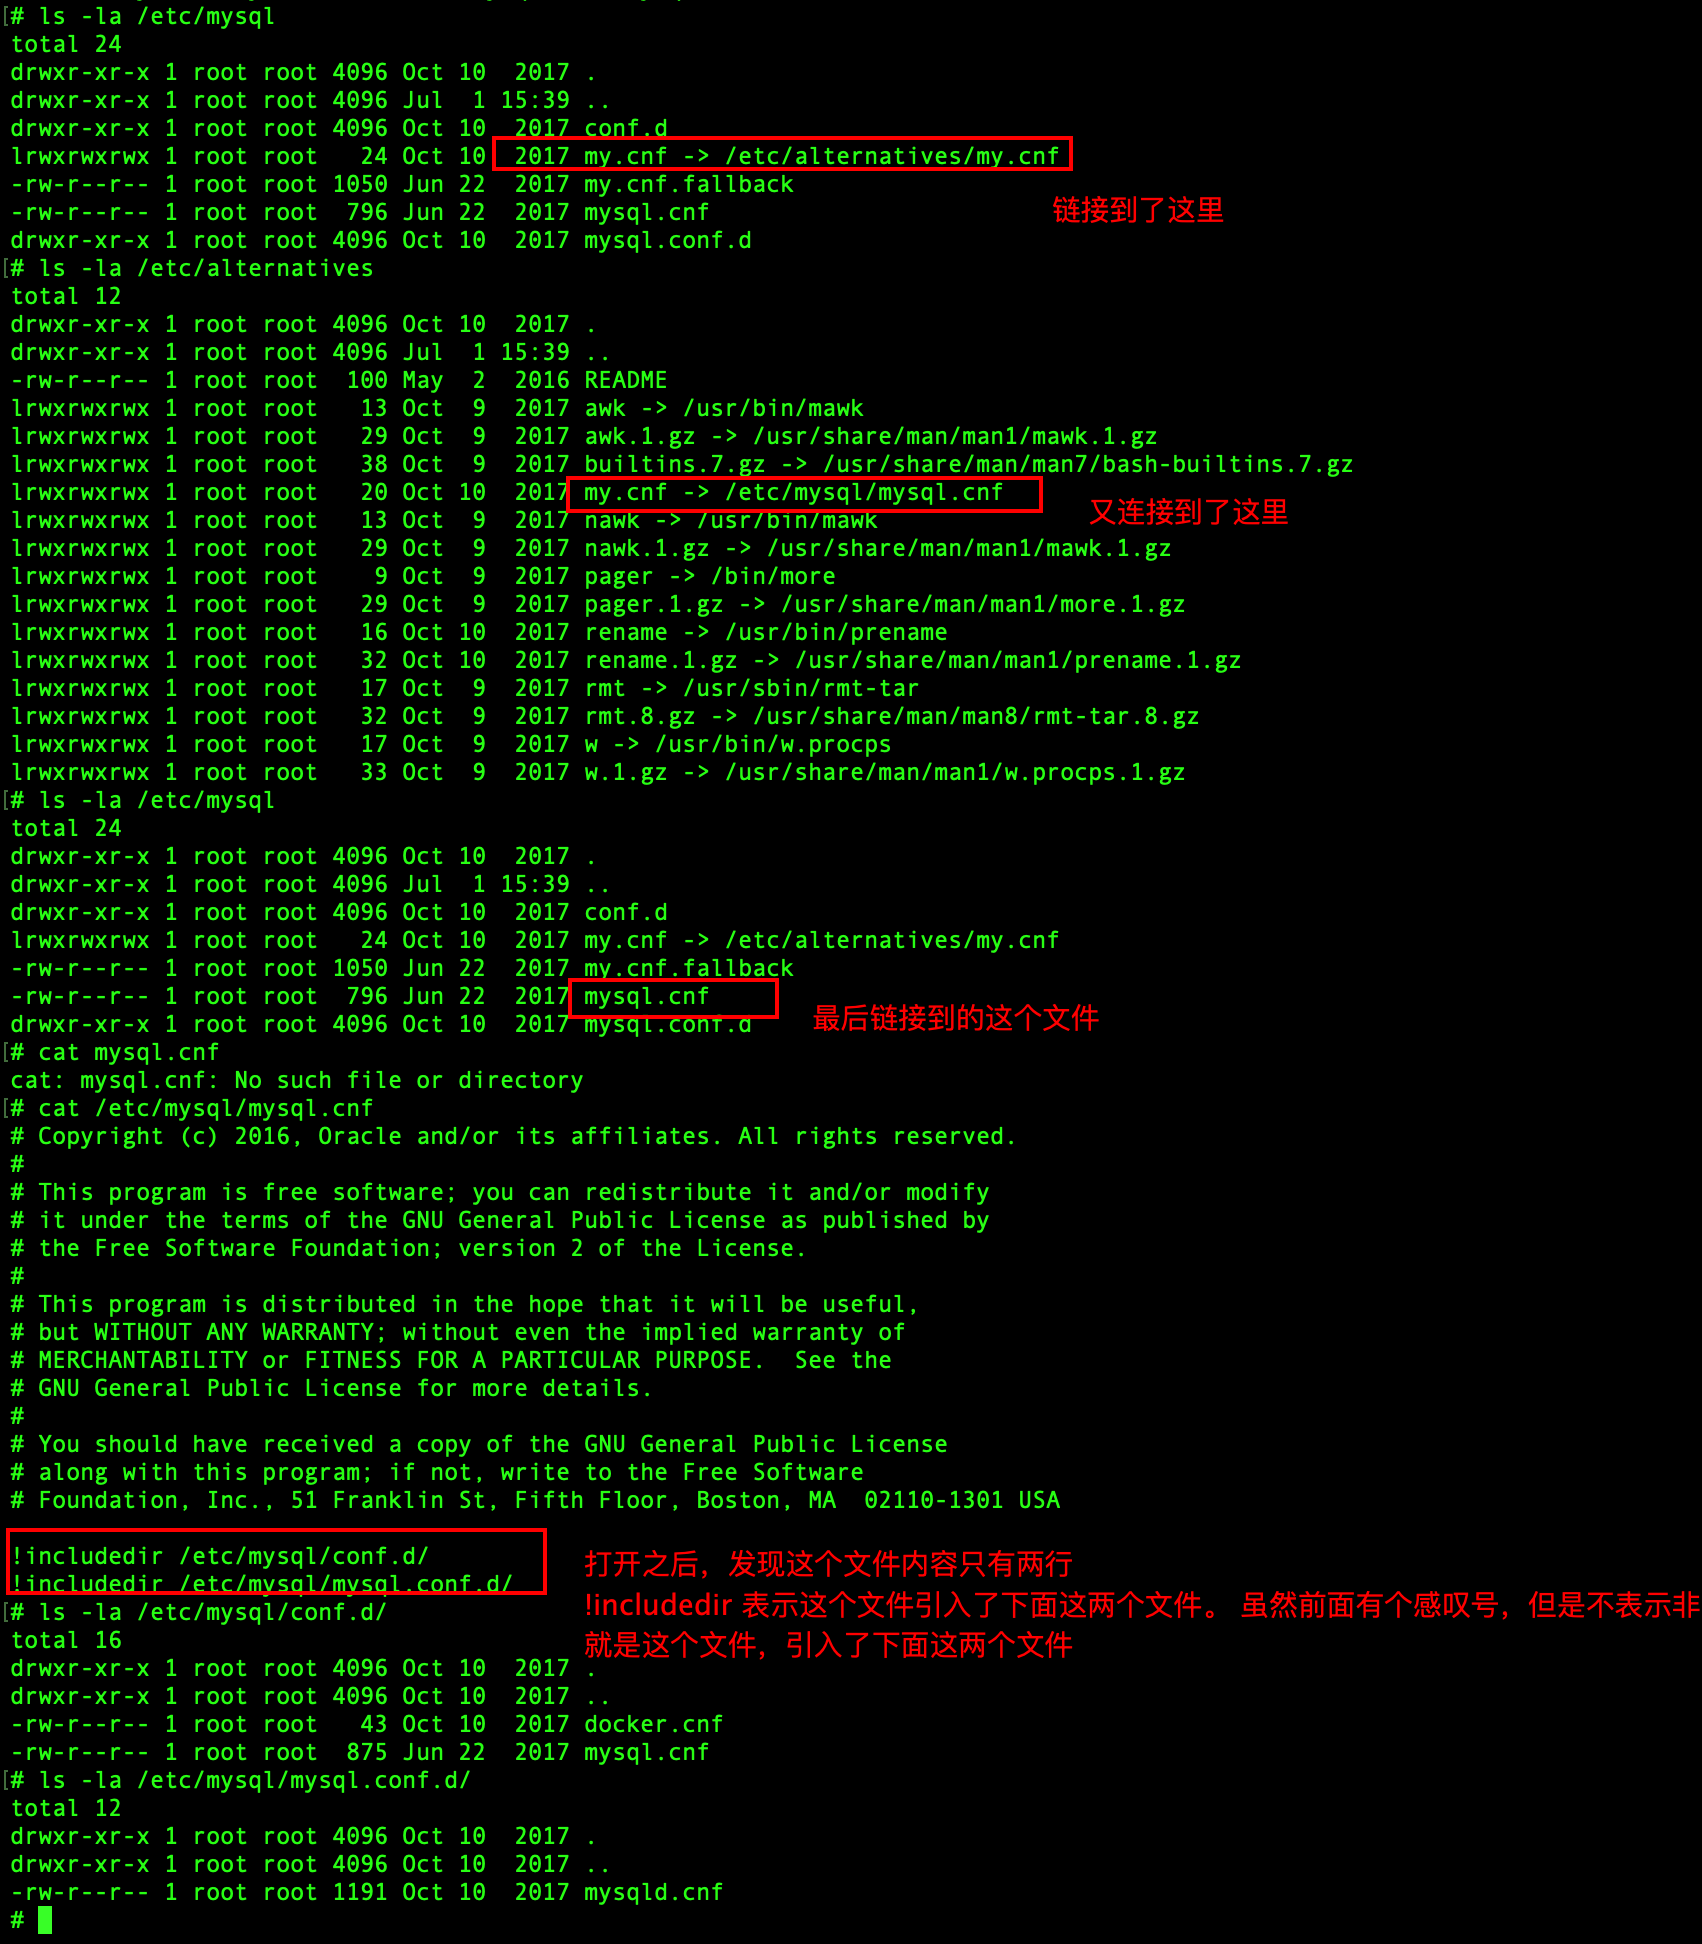 # ls -la /etc/mysql
total 24
drwxr-xr-x 1 root root 4096 Oct 10  2017 .
drwxr-xr-x 1 root root 4096 Jul  1 15:39 ..
drwxr-xr-x 1 root root 4096 Oct 10  2017 conf.d
lrwxrwxrwx 1 root root   24 Oct 10  2017 my.cnf -> /etc/alternatives/my.cnf
-rw-r--r-- 1 root root 1050 Jun 22  2017 my.cnf.fallback
-rw-r--r-- 1 root root  796 Jun 22  2017 mysql.cnf
链接到了这里
drwxr-xr-x 1 root root 4096 Oct 10  2017 mysql.conf.d
[# ls -la /etc/alternatives
total 12
drwxr-xr-x 1 root root 4096 Oct 10  2017 .
drwxr-xr-x 1 root root 4096 Jul  1 15:39 ..
-rw-r--r-- 1 root root  100 May  2  2016 README
lrwxrwxrwx 1 root root   13 Oct  9  2017 awk -> /usr/bin/mawk
lrwxrwxrwx 1 root root   29 Oct  9  2017 awk.1.gz -> /usr/share/man/man1/mawk.1.gz
lrwxrwxrwx 1 root root   38 Oct  9  2017 builtins.7.gz -> /usr/share/man/man7/bash-builtins.7.gz
lrwxrwxrwx 1 root root   20 Oct 10  2017 my.cnf -> /etc/mysql/mysql.cnf
又连接到了这里
lrwxrwxrwx 1 root root   13 Oct  9  2017 nawk -> /usr/bin/mawk
lrwxrwxrwx 1 root root   29 Oct  9  2017 nawk.1.gz -> /usr/share/man/man1/mawk.1.gz
lrwxrwxrwx 1 root root    9 Oct  9  2017 pager -> /bin/more
lrwxrwxrwx 1 root root   29 Oct  9  2017 pager.1.gz -> /usr/share/man/man1/more.1.gz
lrwxrwxrwx 1 root root   16 Oct 10  2017 rename -> /usr/bin/prename
lrwxrwxrwx 1 root root   32 Oct 10  2017 rename.1.gz -> /usr/share/man/man1/prename.1.gz
lrwxrwxrwx 1 root root   17 Oct  9  2017 rmt -> /usr/sbin/rmt-tar
lrwxrwxrwx 1 root root   32 Oct  9  2017 rmt.8.gz -> /usr/share/man/man8/rmt-tar.8.gz
lrwxrwxrwx 1 root root   17 Oct  9  2017 w -> /usr/bin/w.procps
lrwxrwxrwx 1 root root   33 Oct  9  2017 w.1.gz -> /usr/share/man/man1/w.procps.1.gz
[# ls -la /etc/mysql
total 24
drwxr-xr-x 1 root root 4096 Oct 10  2017 .
drwxr-xr-x 1 root root 4096 Jul  1 15:39 ..
drwxr-xr-x 1 root root 4096 Oct 10  2017 conf.d
lrwxrwxrwx 1 root root   24 Oct 10  2017 my.cnf -> /etc/alternatives/my.cnf
-rw-r--r-- 1 root root 1050 Jun 22  2017 my.cnf.fallback
-rw-r--r-- 1 root root  796 Jun 22  2017 mysql.cnf
drwxr-xr-x 1 root root 4096 Oct 10  2017 mysql.conf.d
最后链接到的这个文件
[# cat mysql.cnf
cat: mysql.cnf: No such file or directory
[# cat /etc/mysql/mysql.cnf
# Copyright (c) 2016, Oracle and/or its affiliates. All rights reserved.
#
# This program is free software; you can redistribute it and/or modify
# it under the terms of the GNU General Public License as published by
# the Free Software Foundation; version 2 of the License.
#
# This program is distributed in the hope that it will be useful,
# but WITHOUT ANY WARRANTY; without even the implied warranty of
# MERCHANTABILITY or FITNESS FOR A PARTICULAR PURPOSE.  See the
# GNU General Public License for more details.
#
# You should have received a copy of the GNU General Public License
# along with this program; if not, write to the Free Software
# Foundation, Inc., 51 Franklin St, Fifth Floor, Boston, MA  02110-1301 USA
!includedir /etc/mysql/conf.d/
!includedir /etc/mysql/mysql.conf.d/
打开之后，发现这个文件内容只有两行
!includedir 表示这个文件引入了下面这两个文件。 虽然前面有个感叹号，但是不表示非
就是这个文件，引入了下面这两个文件
[# ls -la /etc/mysql/conf.d/
total 16
drwxr-xr-x 1 root root 4096 Oct 10  2017 .
drwxr-xr-x 1 root root 4096 Oct 10  2017 ..
-rw-r--r-- 1 root root   43 Oct 10  2017 docker.cnf
-rw-r--r-- 1 root root  875 Jun 22  2017 mysql.cnf
[# ls -la /etc/mysql/mysql.conf.d/
total 12
drwxr-xr-x 1 root root 4096 Oct 10  2017 .
drwxr-xr-x 1 root root 4096 Oct 10  2017 ..
-rw-r--r-- 1 root root 1191 Oct 10  2017 mysqld.cnf
#